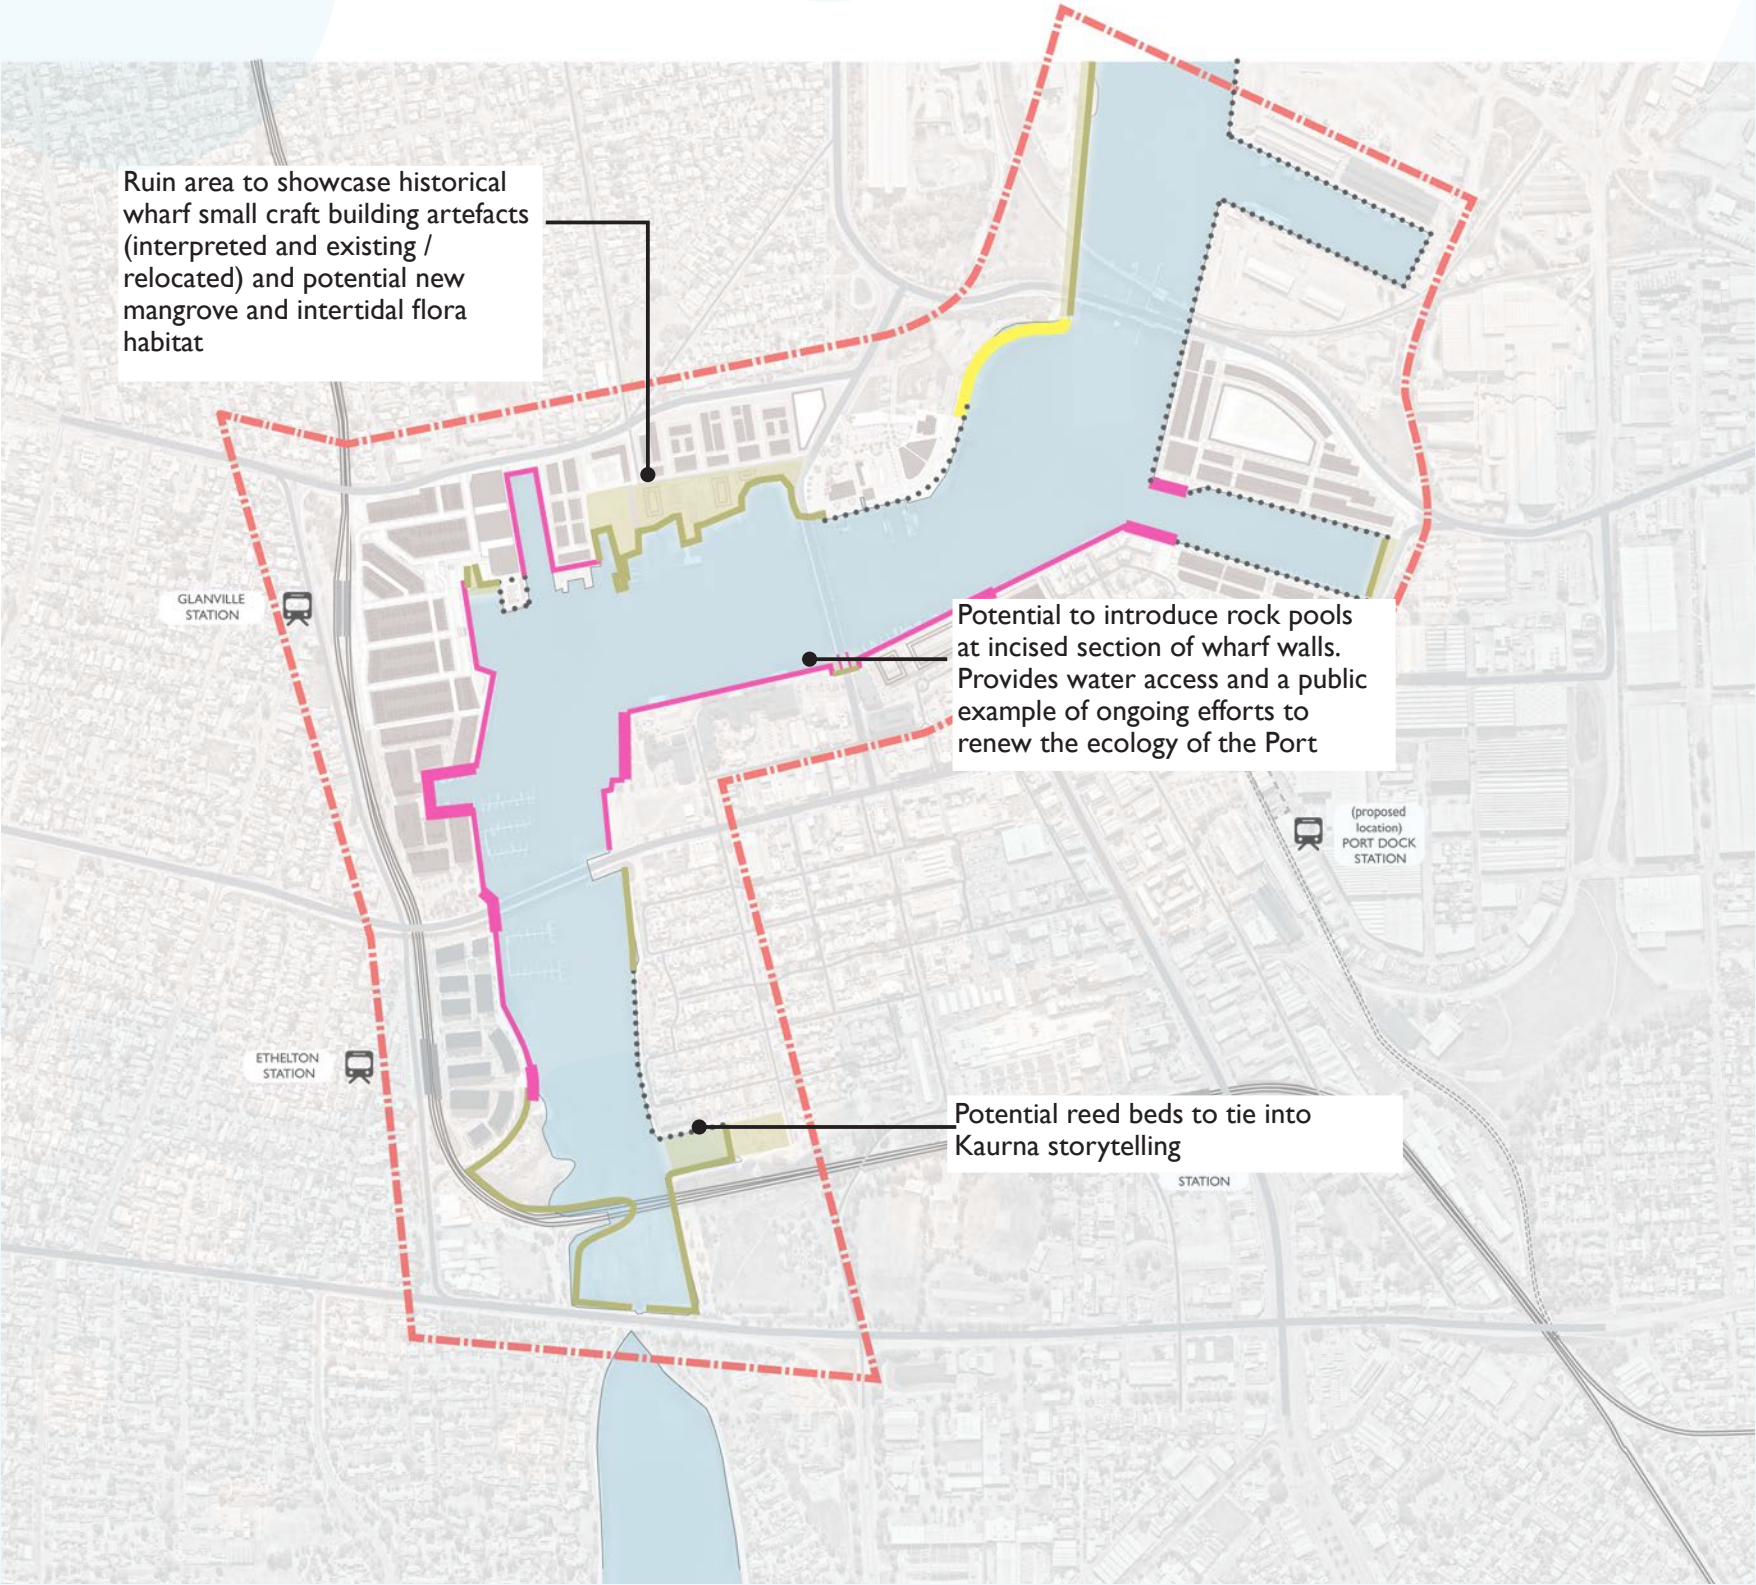 Ruin area to showcase historical
wharf small craft building artefacts
(interpreted and existing /
relocated) and potential new
mangrove and intertidal flora
habitat
GLANVILLE
STATION
Potential to introduce rock pools
at incised section of wharf walls.
Provides water access and a public
example of ongoing efforts to
renew the ecology of the Port
(proposed
location)
PORT DOCK
STATION
ETHELTON
STATION
Potential reed beds to tie into
Kaurna storytelling
STATION